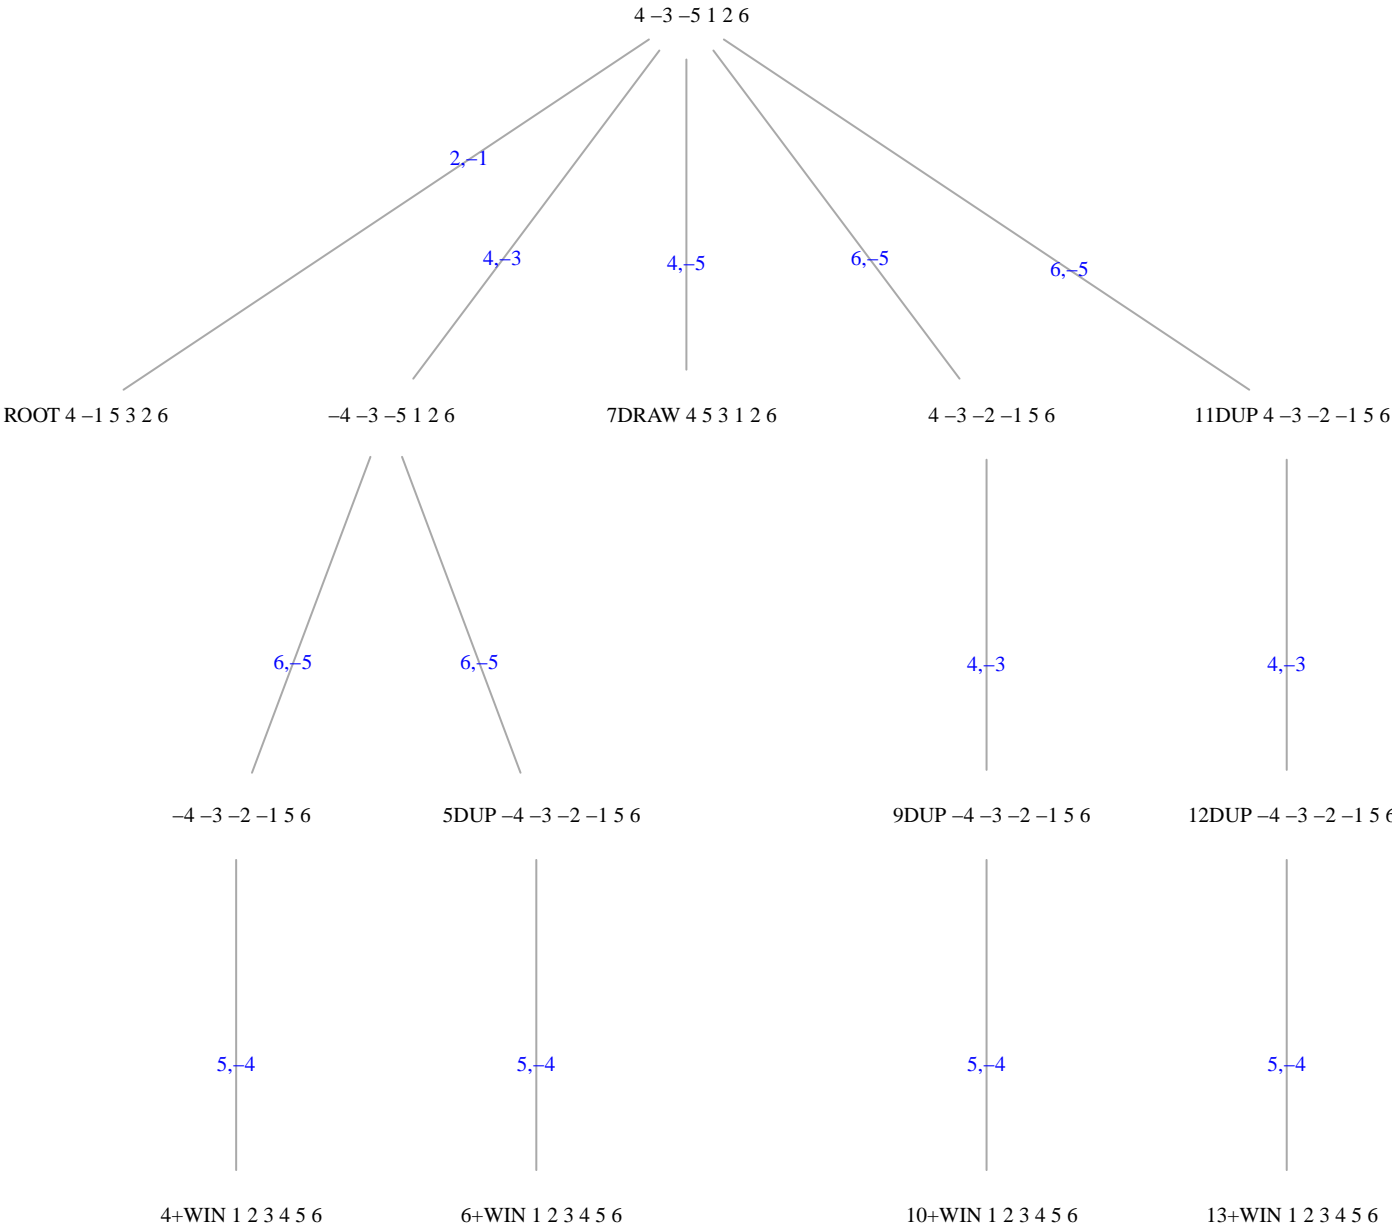 4 –3 –5 1 2 6
2,–1
4,–3
4,–5
6,–5
6,–5
ROOT 4 –1 5 3 2 6
–4 –3 –5 1 2 6
7DRAW 4 5 3 1 2 6
4 –3 –2 –1 5 6
11DUP 4 –3 –2 –1 5 6
6,–5
6,–5
4,–3
4,–3
–4 –3 –2 –1 5 6
5DUP –4 –3 –2 –1 5 6
9DUP –4 –3 –2 –1 5 6
12DUP –4 –3 –2 –1 5 6
5,–4
5,–4
5,–4
5,–4
4+WIN 1 2 3 4 5 6
6+WIN 1 2 3 4 5 6
10+WIN 1 2 3 4 5 6
13+WIN 1 2 3 4 5 6